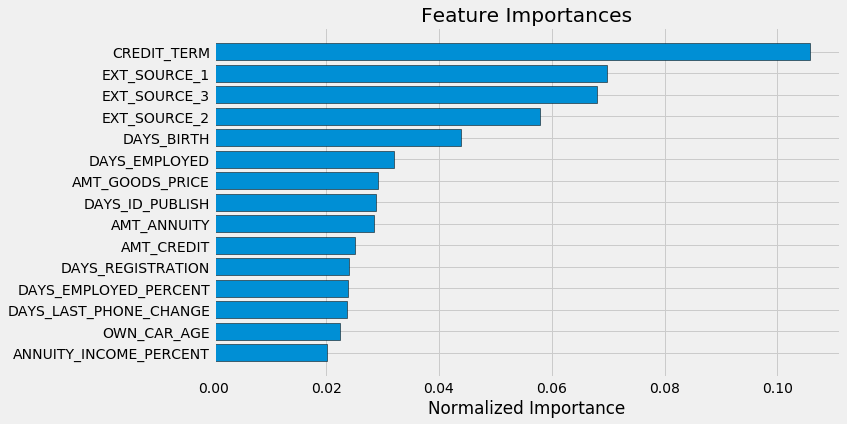 Feature Importances
CREDIT_TERM
EXT_SOURCE_1
EXT_SOURCE_3
EXT_SOURCE_2
DAYS_BIRTH
DAYS_EMPLOYED
AMT_GOODS_PRICE
DAYS_ID_PUBLISH
AMT_ANNUITY
AMT_CREDIT
DAYS_REGISTRATION
DAYS_EMPLOYED_PERCENT
DAYS_LAST_PHONE_CHANGE
OWN_CAR_AGE
ANNUITY_INCOME_PERCENT
0.00 0.02 0.04 0.06 0.08 0.10
Normalized Importance